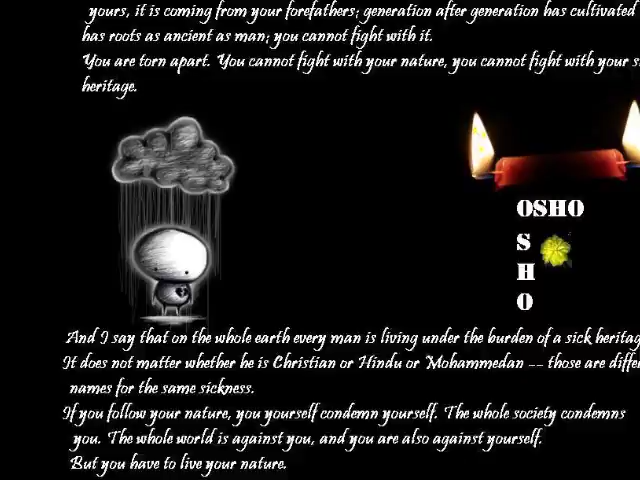 yours, it is coming from your forefathers; generation after generation has cultivated
has roots as ancient as man; you cannot fight with it.
You are torn apart. You cannot fight with your nature, you cannot fight with your
heritage.
OSHO
S
H
O
And I say that on the whole earth every man is living under the burden of a sick
It does not matter whether he is Christian or Hindu or Mohammedan -- those are
names for the same sickness.
If you follow your nature, you yourself condemn yourself. The whole society condemns
you. The whole world is against you, and you are also against yourself.
But you have to live your nature.